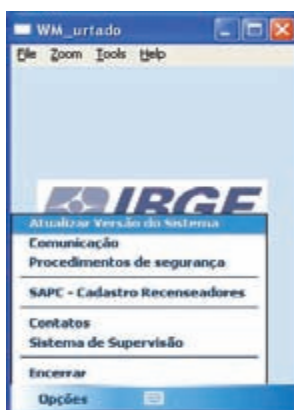 WM_urtado
File Zoom Tools Help
IBGE
Atualizar Versão do Sistema
Comunicação
Procedimentos de segurança
SAPC - Cadastro Recenseadores
Contatos
Sistema de Supervisão
Encerrar
Opções